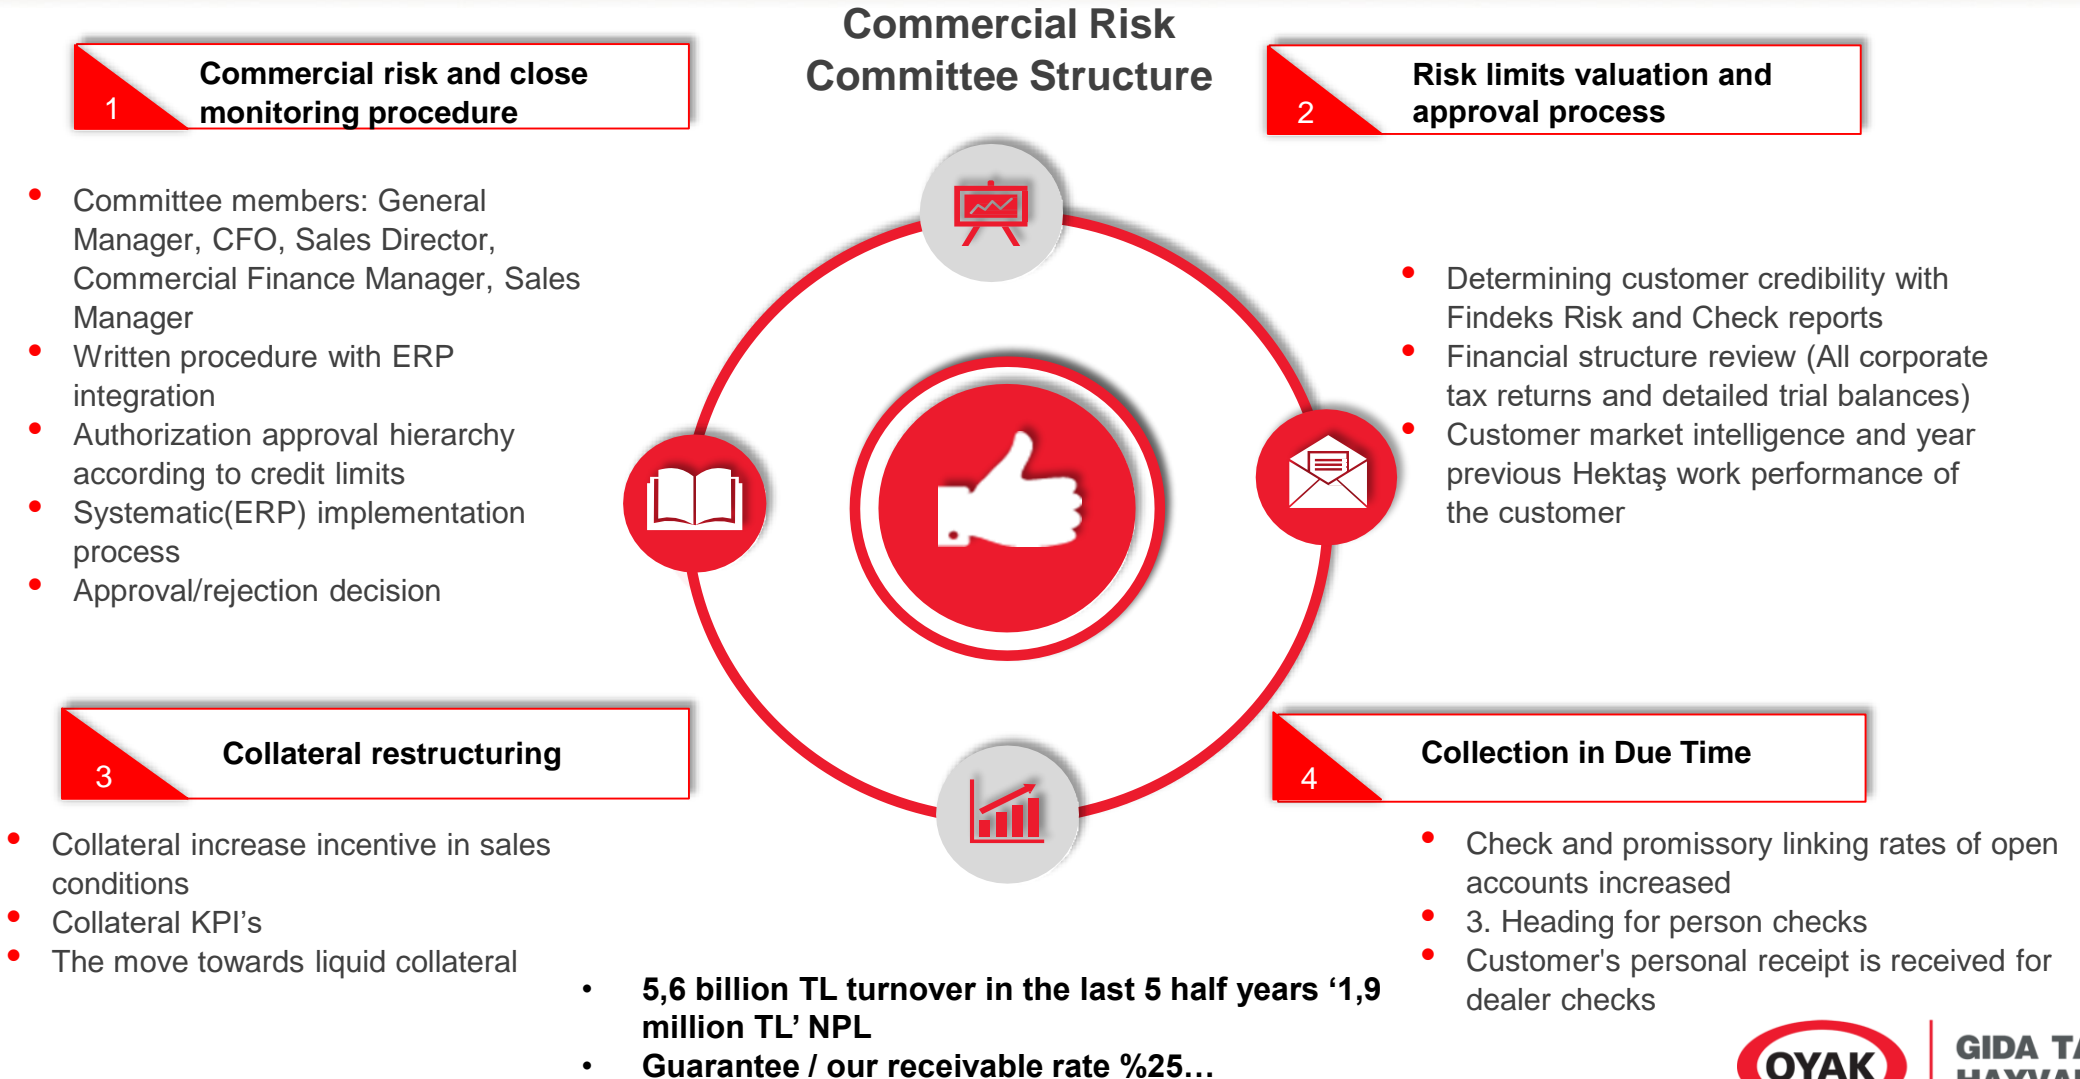 Commercial Risk
Committee Structure
1
Commercial risk and close
monitoring procedure
• Committee members: General
Manager, CFO, Sales Director,
Commercial Finance Manager, Sales
Manager
• Written procedure with ERP
integration
• Authorization approval hierarchy
according to credit limits
• Systematic(ERP) implementation
process
• Approval/rejection decision
2
Risk limits valuation and
approval process
• Determining customer credibility with
Findeks Risk and Check reports
• Financial structure review (All corporate
tax returns and detailed trial balances)
• Customer market intelligence and year
previous Hektaş work performance of
the customer
3
Collateral restructuring
• Collateral increase incentive in sales
conditions
• Collateral KPI’s
• The move towards liquid collateral
4
Collection in Due Time
• Check and promissory linking rates of open
accounts increased
• 3. Heading for person checks
• Customer's personal receipt is received for
dealer checks
• 5,6 billion TL turnover in the last 5 half years ‘1,9
million TL’ NPL
• Guarantee / our receivable rate %25…
OYAK
GIDA